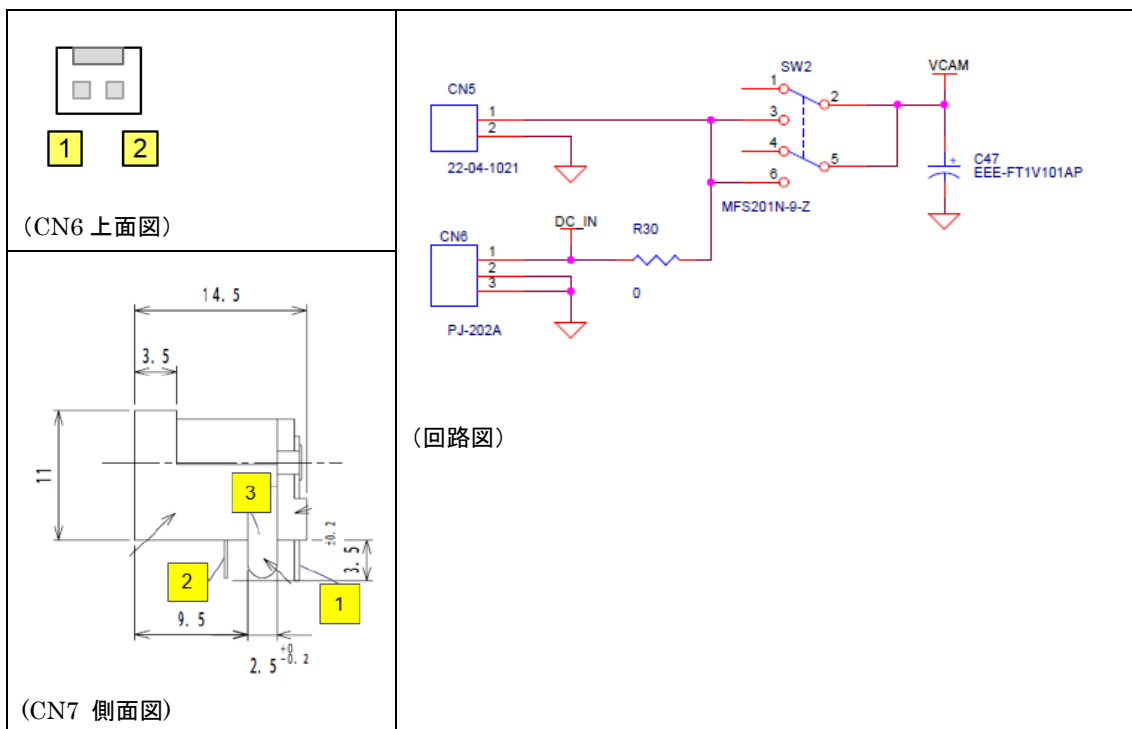 1 2
(CN6 上面図)
14.5
3.5
11
3
±0.2
3.5
2
1
9.5
2.5 +0 -0.2
(CN7 側面図)
SW2
VCAM
CN5
1
2
22-04-1021
1
2
3
4
5
6
MFS201N-9-Z
+
C47
EEE-FT1V101AP
DC_IN
R30
0
CN6
1
2
3
PJ-202A
(回路図)